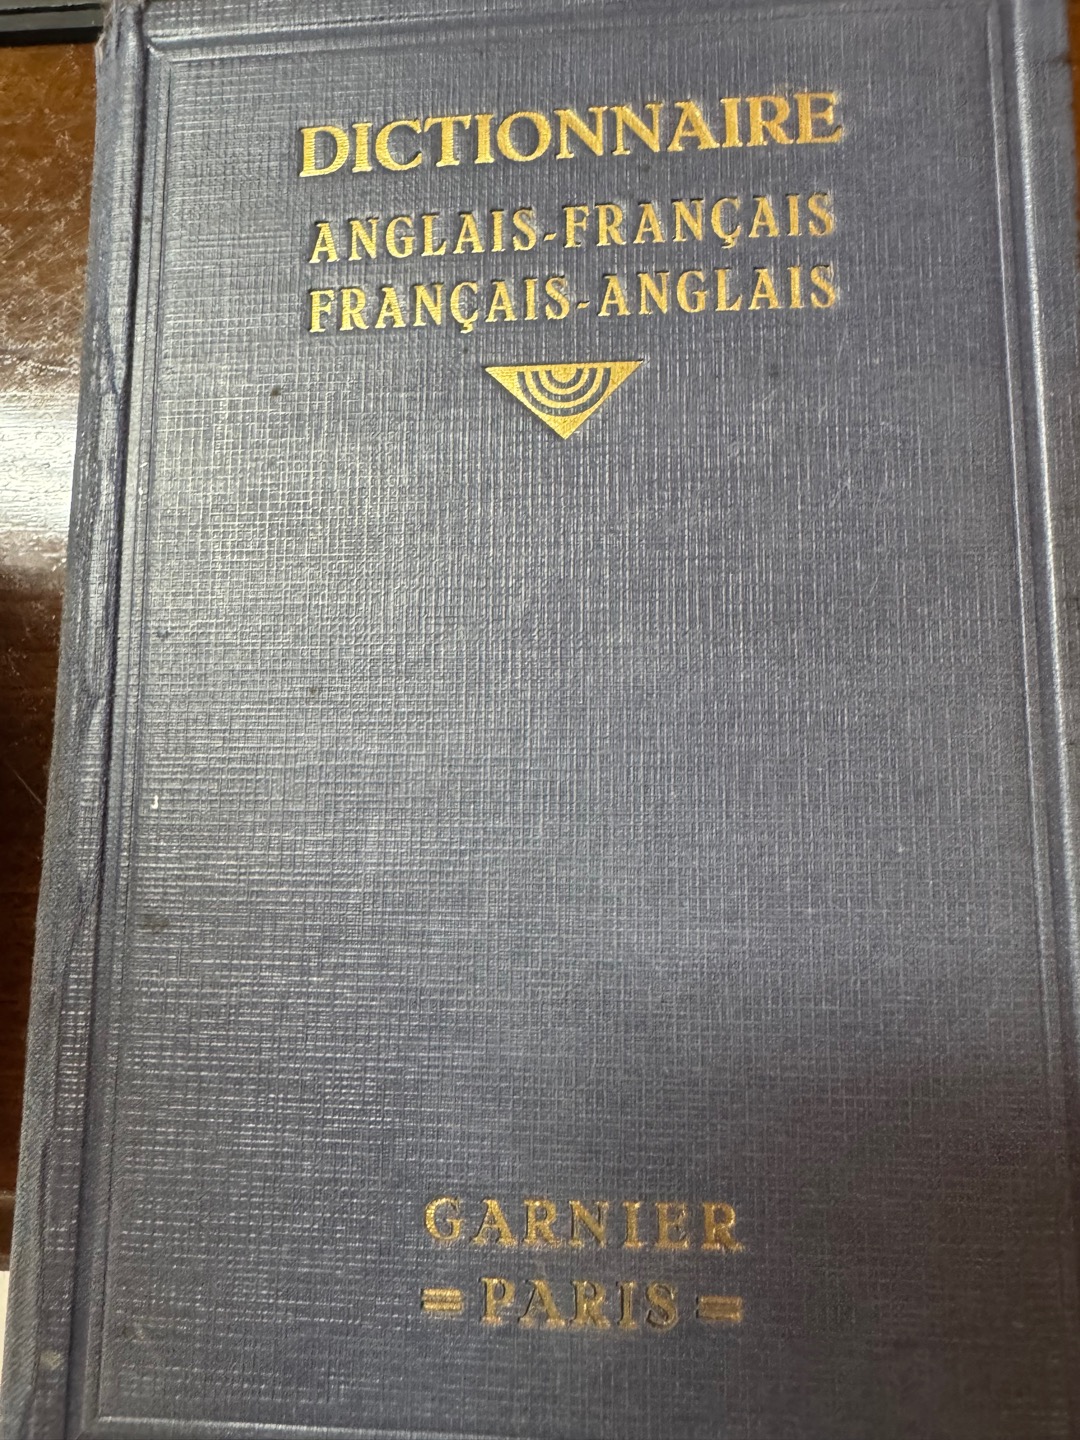 DICTIONNAIRE
ANGLAIS-FRANÇAIS
FRANÇAIS-ANGLAIS
GARNIER
=PARIS=